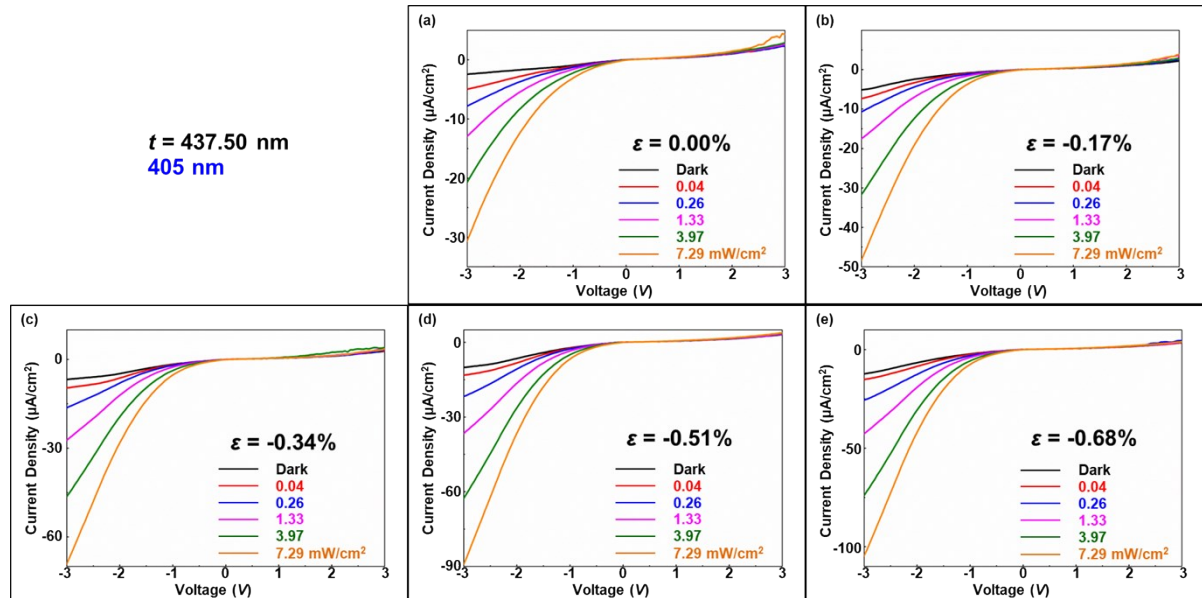 t = 437.50 nm
405 nm
(a)
Current Density (µA/cm²)
0
-10
-20
-30
ε = 0.00%
Dark
0.04
0.26
1.33
3.97
7.29 mW/cm²
-3 -2 -1 0 1 2 3
Voltage (V)
(b)
Current Density (µA/cm²)
0
-10
-20
-30
-40
-50
ε = -0.17%
Dark
0.04
0.26
1.33
3.97
7.29 mW/cm²
-3 -2 -1 0 1 2 3
Voltage (V)
(c)
Current Density (µA/cm²)
0
-30
-60
ε = -0.34%
Dark
0.04
0.26
1.33
3.97
7.29 mW/cm²
-3 -2 -1 0 1 2 3
Voltage (V)
(d)
Current Density (µA/cm²)
0
-30
-60
-90
ε = -0.51%
Dark
0.04
0.26
1.33
3.97
7.29 mW/cm²
-3 -2 -1 0 1 2 3
Voltage (V)
(e)
Current Density (µA/cm²)
0
-50
-100
ε = -0.68%
Dark
0.04
0.26
1.33
3.97
7.29 mW/cm²
-3 -2 -1 0 1 2 3
Voltage (V)